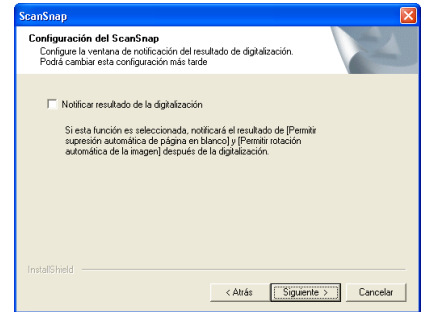 ScanSnap
Configuración del ScanSnap
Configure la ventana de notificación del resultado de digitalización.
Podrá cambiar esta configuración más tarde
Notificar resultado de la digitalización
Si esta función es seleccionada, notificará el resultado de [Permitir
supresión automática de página en blanco] y [Permitir rotación
automática de la imagen] después de la digitalización.
InstallShield
< Atrás Siguiente > Cancelar